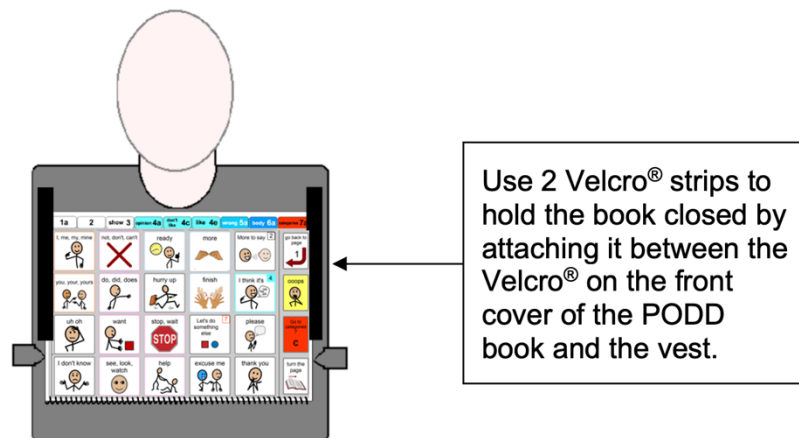 1a 2 show 3 opinion 4a don't like 4c like 4e wrong 5a body 6a categories 7a
I, me, my, mine not, don't, can't ready more More to say 2 go back to page 1
you, your, yours do, did, does hurry up finish I think it's 4 ooops
uh oh want stop, wait STOP Let's do something else 7 please Go to categories 7 c
I don't know see, look, watch help excuse me thank you turn the page
Use 2 Velcro® strips to
hold the book closed by
attaching it between the
Velcro® on the front
cover of the PODD
book and the vest.